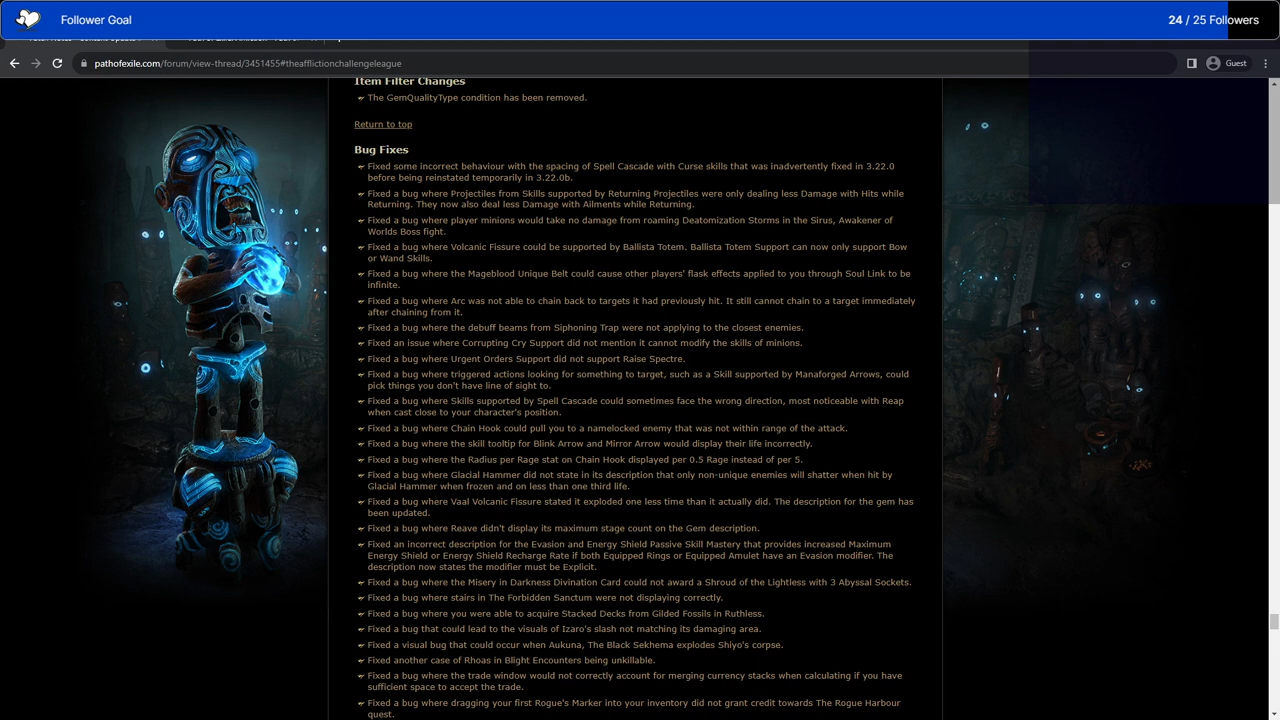 Follower Goal
24 / 25 Followers
pathofexile.com/forum/view-thread/3451455#theafflictionchallengeleague
Guest
Item Filter Changes
The GemQualityType condition has been removed.
Return to top
Bug Fixes
Fixed some incorrect behaviour with the spacing of Spell Cascade with Curse skills that was inadvertently fixed in 3.22.0
before being reinstated temporarily in 3.22.0b.
Fixed a bug where Projectiles from Skills supported by Returning Projectiles were only dealing less Damage with Hits while
Returning. They now also deal less Damage with Ailments while Returning.
Fixed a bug where player minions would take no damage from roaming Deatomization Storms in the Sirus, Awakener of
Worlds Boss fight.
Fixed a bug where Volcanic Fissure could be supported by Ballista Totem. Ballista Totem Support can now only support Bow
or Wand Skills.
Fixed a bug where the Mageblood Unique Belt could cause other players' flask effects applied to you through Soul Link to be
infinite.
Fixed a bug where Arc was not able to chain back to targets it had previously hit. It still cannot chain to a target immediately
after chaining from it.
Fixed a bug where the debuff beams from Siphoning Trap were not applying to the closest enemies.
Fixed an issue where Corrupting Cry Support did not mention it cannot modify the skills of minions.
Fixed a bug where Urgent Orders Support did not support Raise Spectre.
Fixed a bug where triggered actions looking for something to target, such as a Skill supported by Manaforged Arrows, could
pick things you don't have line of sight to.
Fixed a bug where Skills supported by Spell Cascade could sometimes face the wrong direction, most noticeable with Reap
when cast close to your character's position.
Fixed a bug where Chain Hook could pull you to a namelocked enemy that was not within range of the attack.
Fixed a bug where the skill tooltip for Blink Arrow and Mirror Arrow would display their life incorrectly.
Fixed a bug where the Radius per Rage stat on Chain Hook displayed per 0.5 Rage instead of per 5.
Fixed a bug where Glacial Hammer did not state in its description that only non-unique enemies will shatter when hit by
Glacial Hammer when frozen and on less than one third life.
Fixed a bug where Vaal Volcanic Fissure stated it exploded one less time than it actually did. The description for the gem has
been updated.
Fixed a bug where Reave didn't display its maximum stage count on the Gem description.
Fixed an incorrect description for the Evasion and Energy Shield Passive Skill Mastery that provides increased Maximum
Energy Shield or Energy Shield Recharge Rate if both Equipped Rings or Equipped Amulet have an Evasion modifier. The
description now states the modifier must be Explicit.
Fixed a bug where the Misery in Darkness Divination Card could not award a Shroud of the Lightless with 3 Abyssal Sockets.
Fixed a bug where stairs in The Forbidden Sanctum were not displaying correctly.
Fixed a bug where you were able to acquire Stacked Decks from Gilded Fossils in Ruthless.
Fixed a bug that could lead to the visuals of Izaro's slash not matching its damaging area.
Fixed a visual bug that could occur when Aukuna, The Black Sekhema explodes Shiyo's corpse.
Fixed another case of Rhoas in Blight Encounters being unkillable.
Fixed a bug where the trade window would not correctly account for merging currency stacks when calculating if you have
sufficient space to accept the trade.
Fixed a bug where dragging your first Rogue's Marker into your inventory did not grant credit towards The Rogue Harbour
quest.